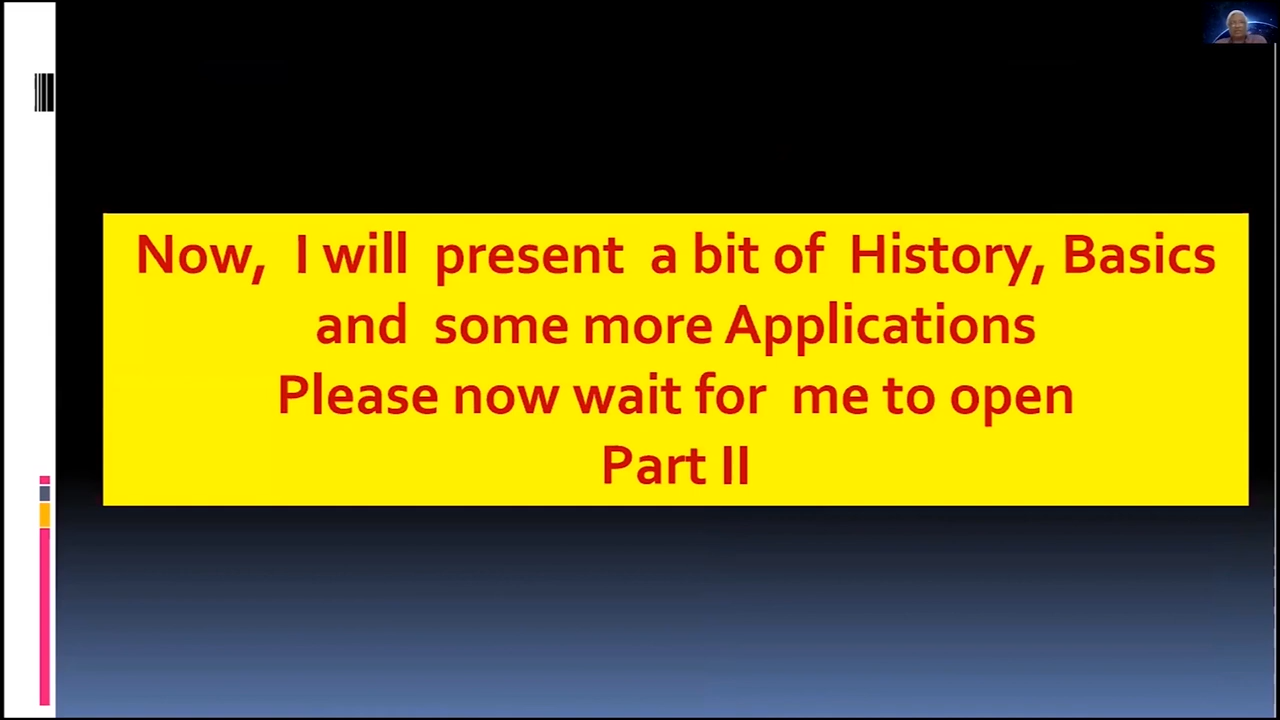 Now, I will present a bit of History, Basics
and some more Applications
Please now wait for me to open
Part II